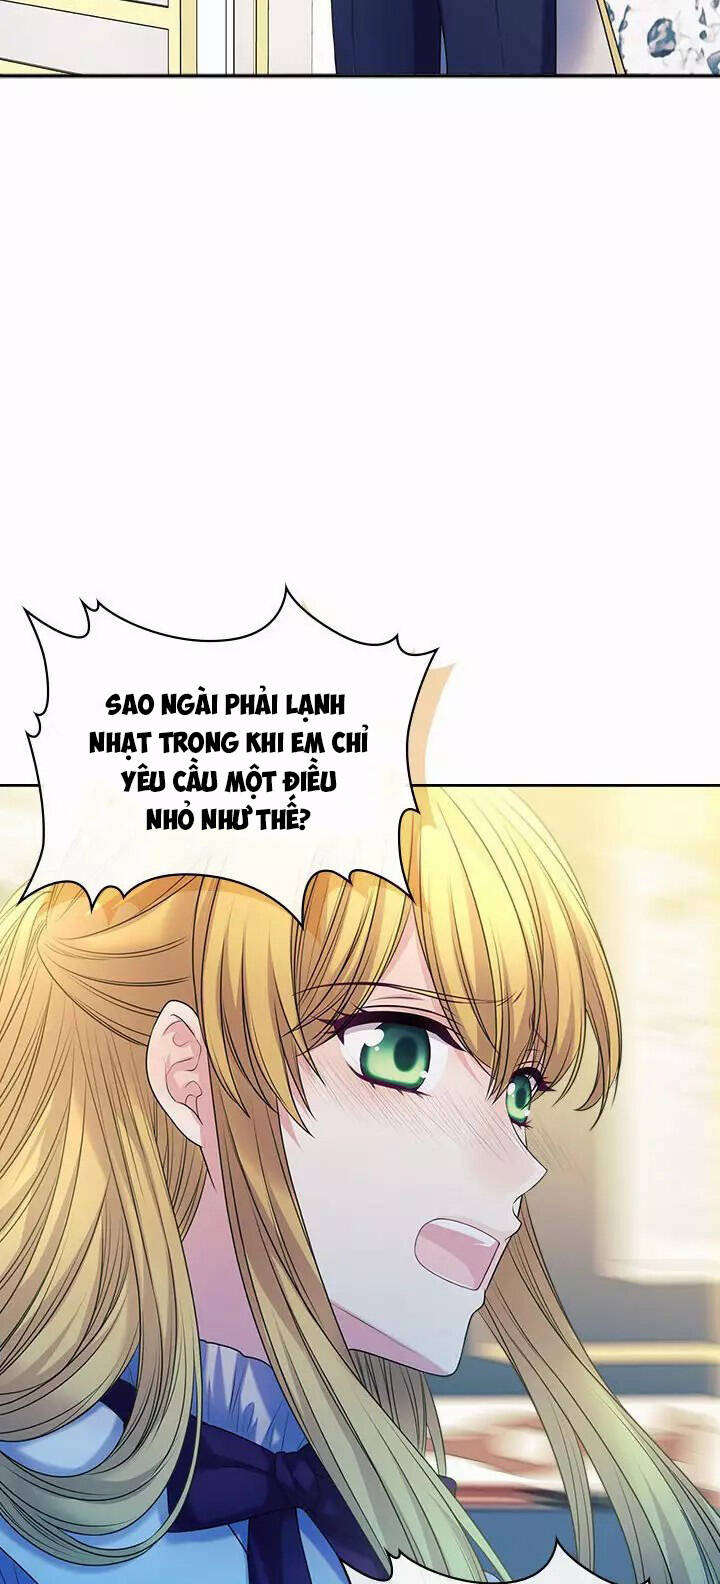 SAO NGÀI PHẢI LẠNH
NHẠT TRONG KHI EM CHỈ
YÊU CẦU MỘT ĐIỀU
NHỎ NHƯ THẾ?